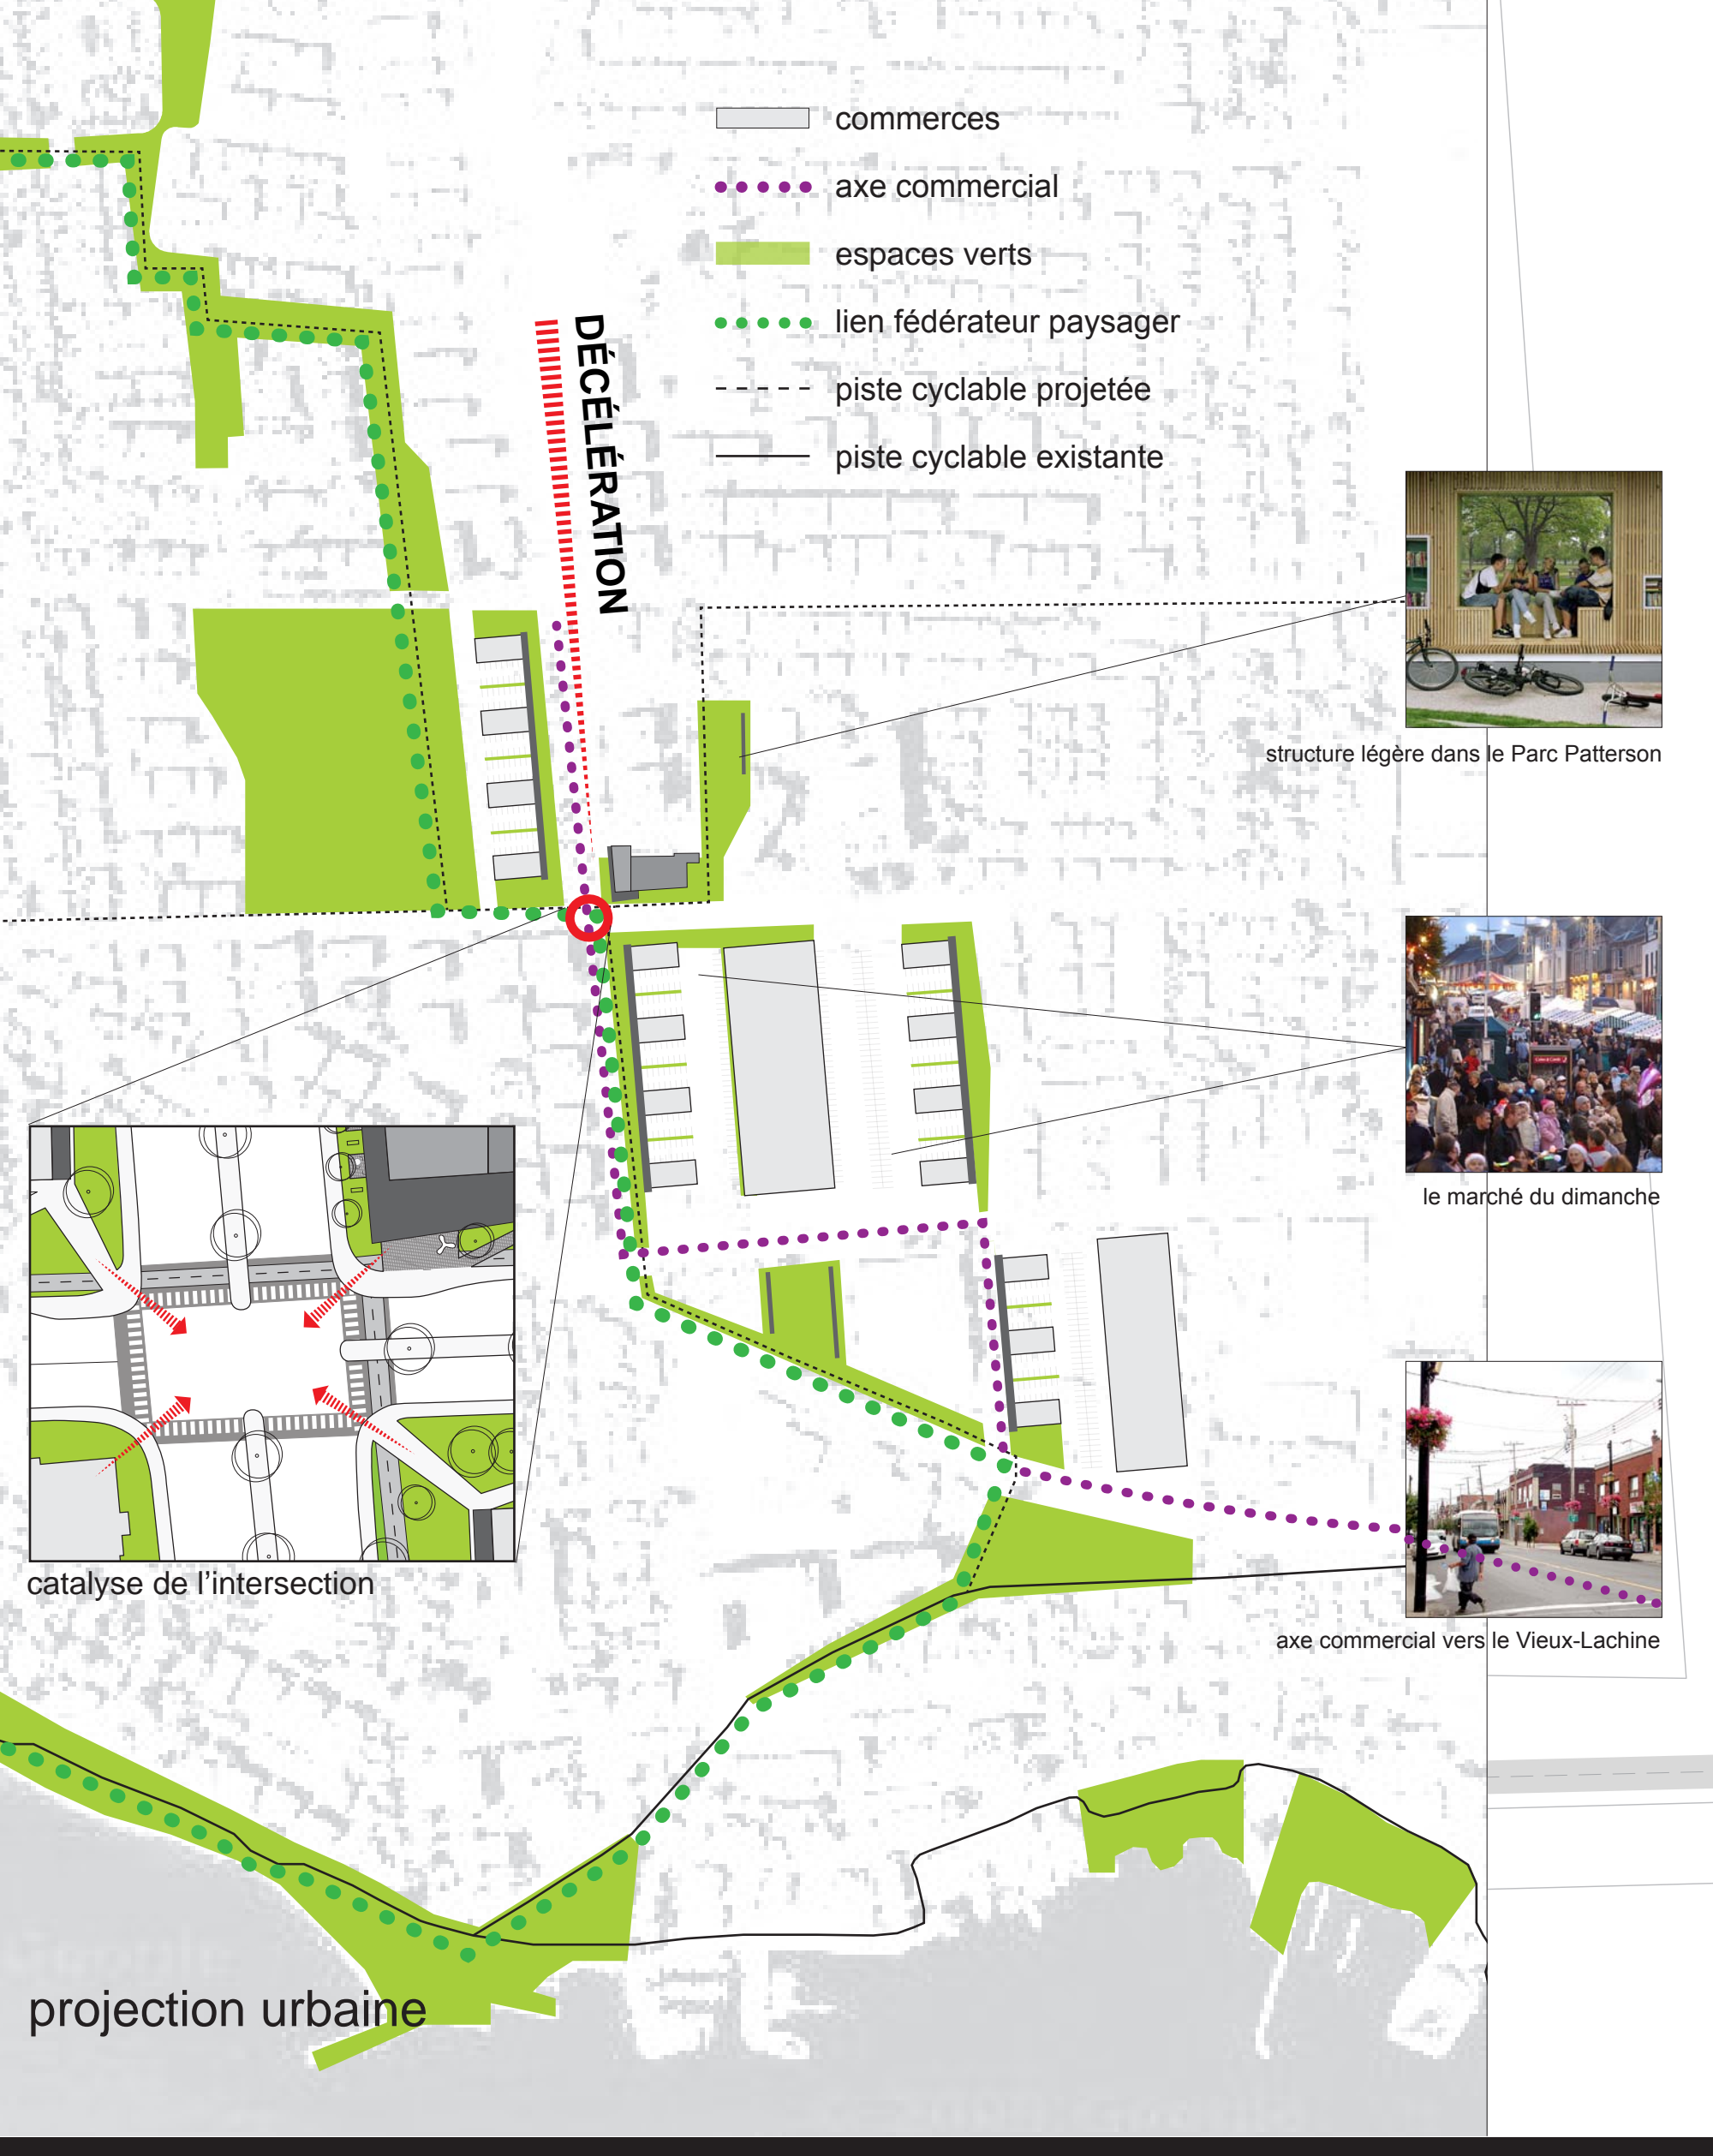 commerces
axe commercial
espaces verts
lien fédérateur paysager
piste cyclable projetée
piste cyclable existante
DÉCÉLÉRATION
structure légère dans le Parc Patterson
le marché du dimanche
catalyse de l'intersection
axe commercial vers le Vieux-Lachine
projection urbaine